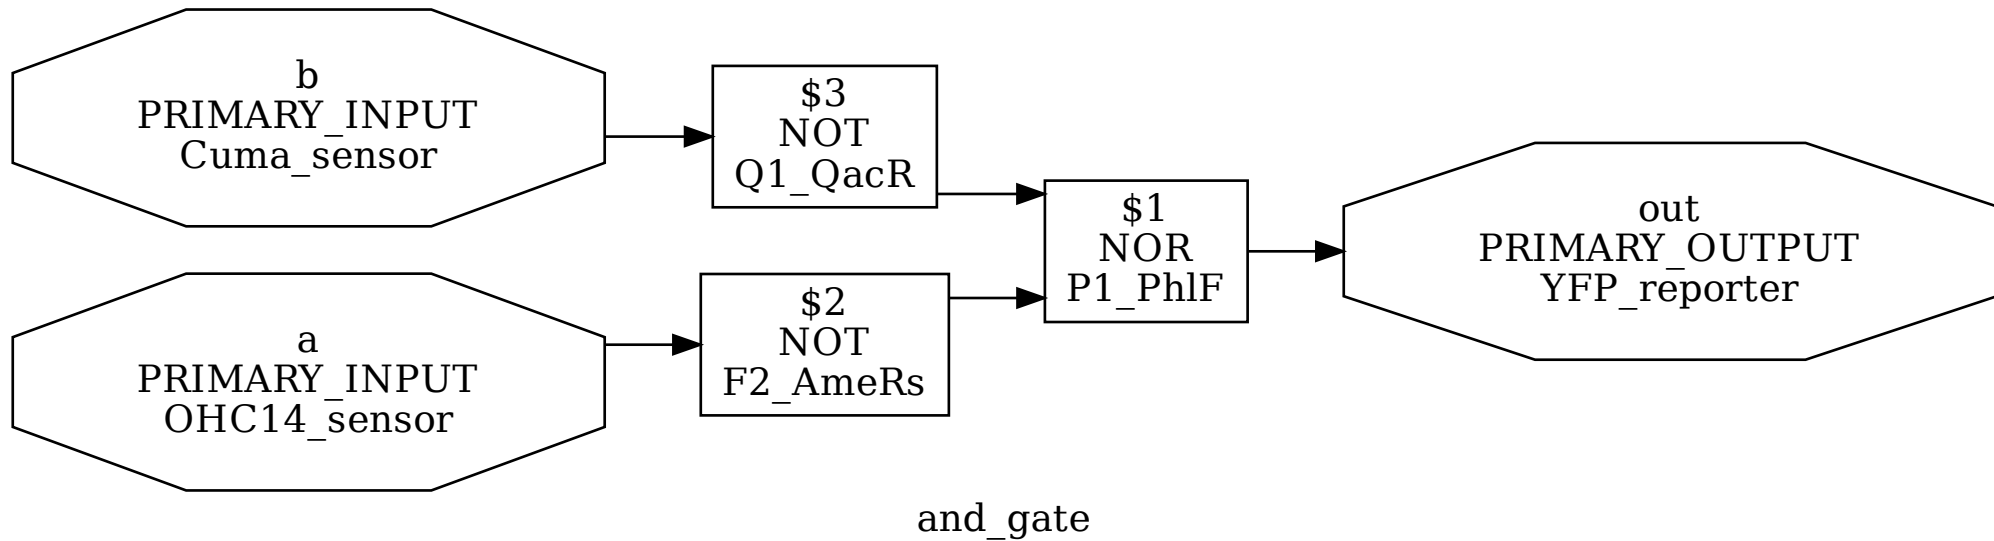 b
PRIMARY_INPUT
Cuma_sensor
$3
NOT
Q1_QacR
a
PRIMARY_INPUT
OHC14_sensor
$2
NOT
F2_AmeRs
$1
NOR
P1_PhlF
out
PRIMARY_OUTPUT
YFP_reporter
and_gate